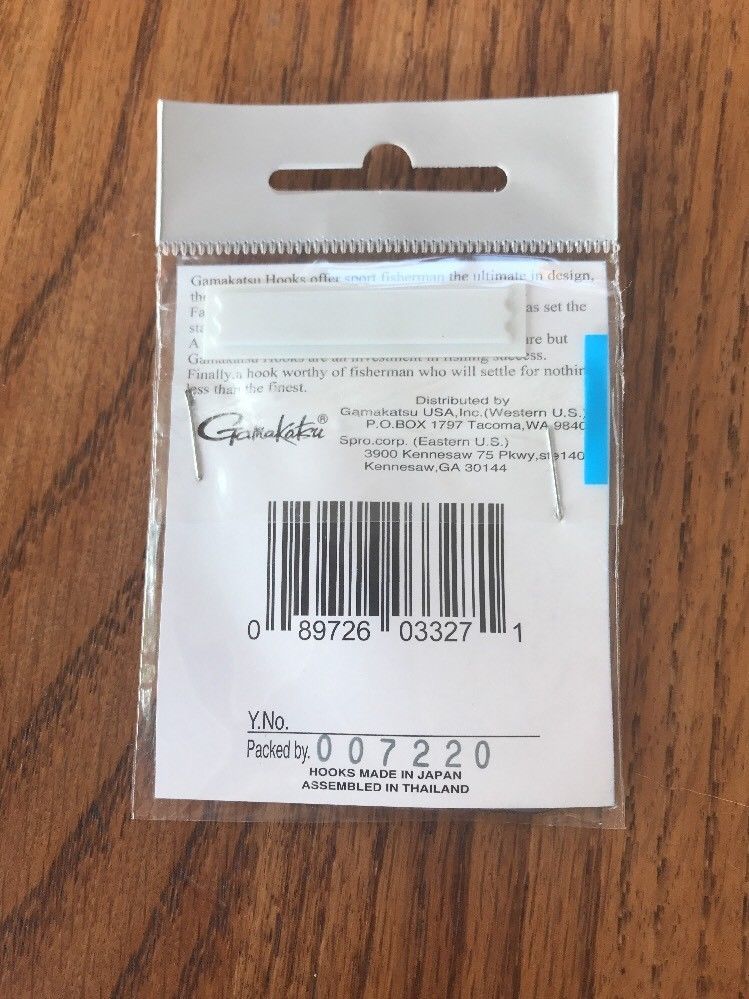 Gamakatsu Hooks offer sport fisherman the ultimate in design,
as set the
are but
Gamakatsu Hooks are an investment in fishing success.
Finally,a hook worthy of fisherman who will settle for nothin
less than the finest.
Gamakatsu®
Distributed by
Gamakatsu USA,Inc.(Western U.S.)
P.O.BOX 1797 Tacoma,WA 9840
Spro.corp. (Eastern U.S.)
3900 Kennesaw 75 Pkwy,ste140
Kennesaw,GA 30144
0 89726 03327 1
Y.No.
Packed by. 007220
HOOKS MADE IN JAPAN
ASSEMBLED IN THAILAND